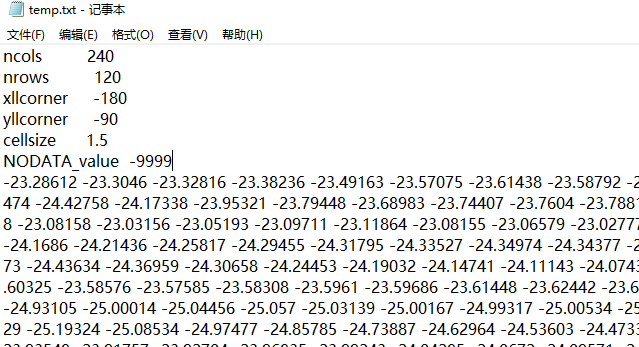 temp.txt - 记事本
文件(F) 编辑(E) 格式(O) 查看(V) 帮助(H)
ncols 240
nrows 120
xllcorner -180
yllcorner -90
cellsize 1.5
NODATA_value -9999
-23.28612 -23.3046 -23.32816 -23.38236 -23.49163 -23.57075 -23.61438 -23.58792 -2
474 -24.42758 -24.17338 -23.95321 -23.79448 -23.68983 -23.74407 -23.7604 -23.7881
8 -23.08158 -23.03156 -23.05193 -23.09711 -23.11864 -23.08155 -23.06579 -23.02777
-24.1686 -24.21436 -24.25817 -24.29455 -24.31795 -24.33527 -24.34974 -24.34377 -2
73 -24.43634 -24.36959 -24.30658 -24.24453 -24.19032 -24.14741 -24.11143 -24.0743
.60325 -23.58576 -23.57585 -23.58308 -23.5961 -23.59686 -23.61448 -23.62442 -23.6
-24.93105 -25.00014 -25.04456 -25.057 -25.03139 -25.00167 -24.99317 -25.00534 -25
29 -25.19324 -25.08534 -24.97477 -24.85785 -24.73887 -24.62964 -24.53603 -24.4733